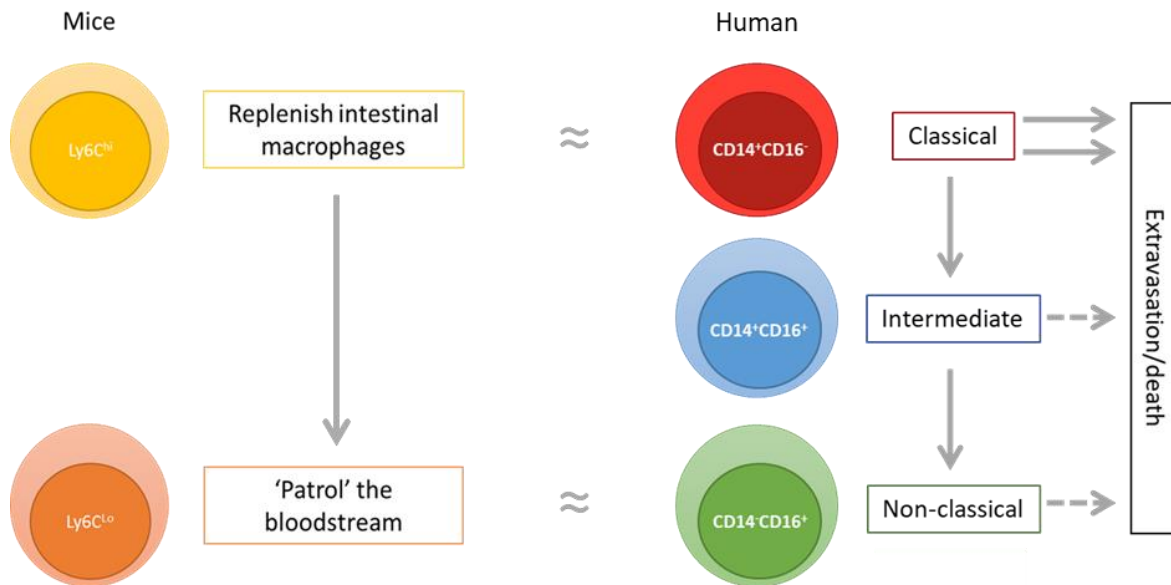 Mice
Human
Ly6Cʰⁱ
Replenish intestinal
macrophages
≈
CD14⁺CD16⁻
Classical
CD14⁺CD16⁺
Intermediate
Extravasation/death
Ly6Cᴸᵒ
‘Patrol’ the
bloodstream
≈
CD14⁻CD16⁺
Non-classical